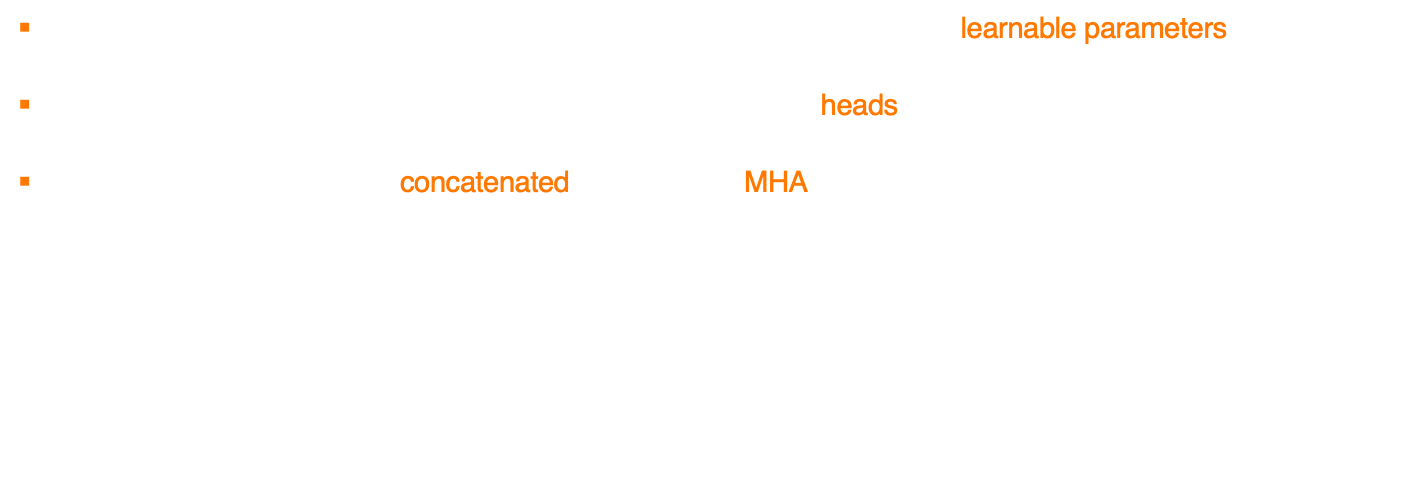 ▪ learnable parameters
▪ heads
▪ concatenated MHA